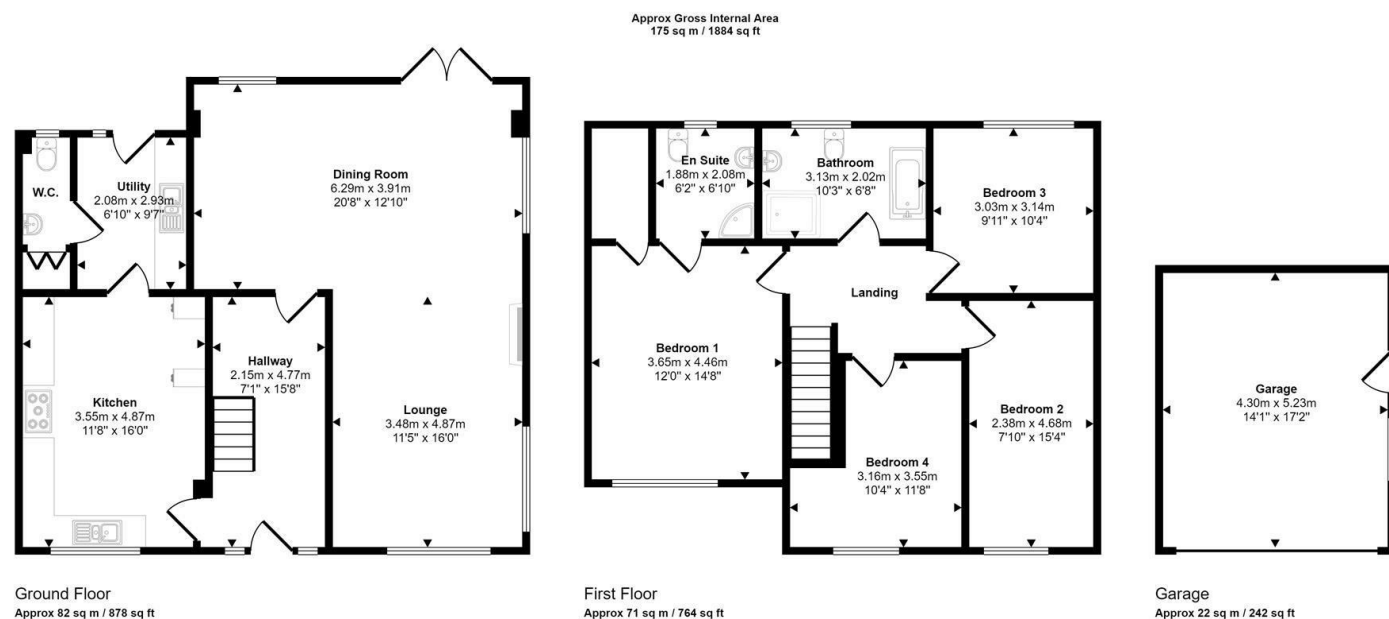 Approx Gross Internal Area
175 sq m / 1884 sq ft
W.C.
Utility
2.08m x 2.93m
6'10" x 9'7"
Dining Room
6.29m x 3.91m
20'8" x 12'10"
Kitchen
3.55m x 4.87m
11'8" x 16'0"
Hallway
2.15m x 4.77m
7'1" x 15'8"
Lounge
3.48m x 4.87m
11'5" x 16'0"
Ground Floor
Approx 82 sq m / 878 sq ft
En Suite
1.88m x 2.08m
6'2" x 6'10"
Bathroom
3.13m x 2.02m
10'3" x 6'8"
Bedroom 3
3.03m x 3.14m
9'11" x 10'4"
Landing
Bedroom 1
3.65m x 4.46m
12'0" x 14'8"
Bedroom 2
2.38m x 4.68m
7'10" x 15'4"
Bedroom 4
3.16m x 3.55m
10'4" x 11'8"
First Floor
Approx 71 sq m / 764 sq ft
Garage
4.30m x 5.23m
14'1" x 17'2"
Garage
Approx 22 sq m / 242 sq ft